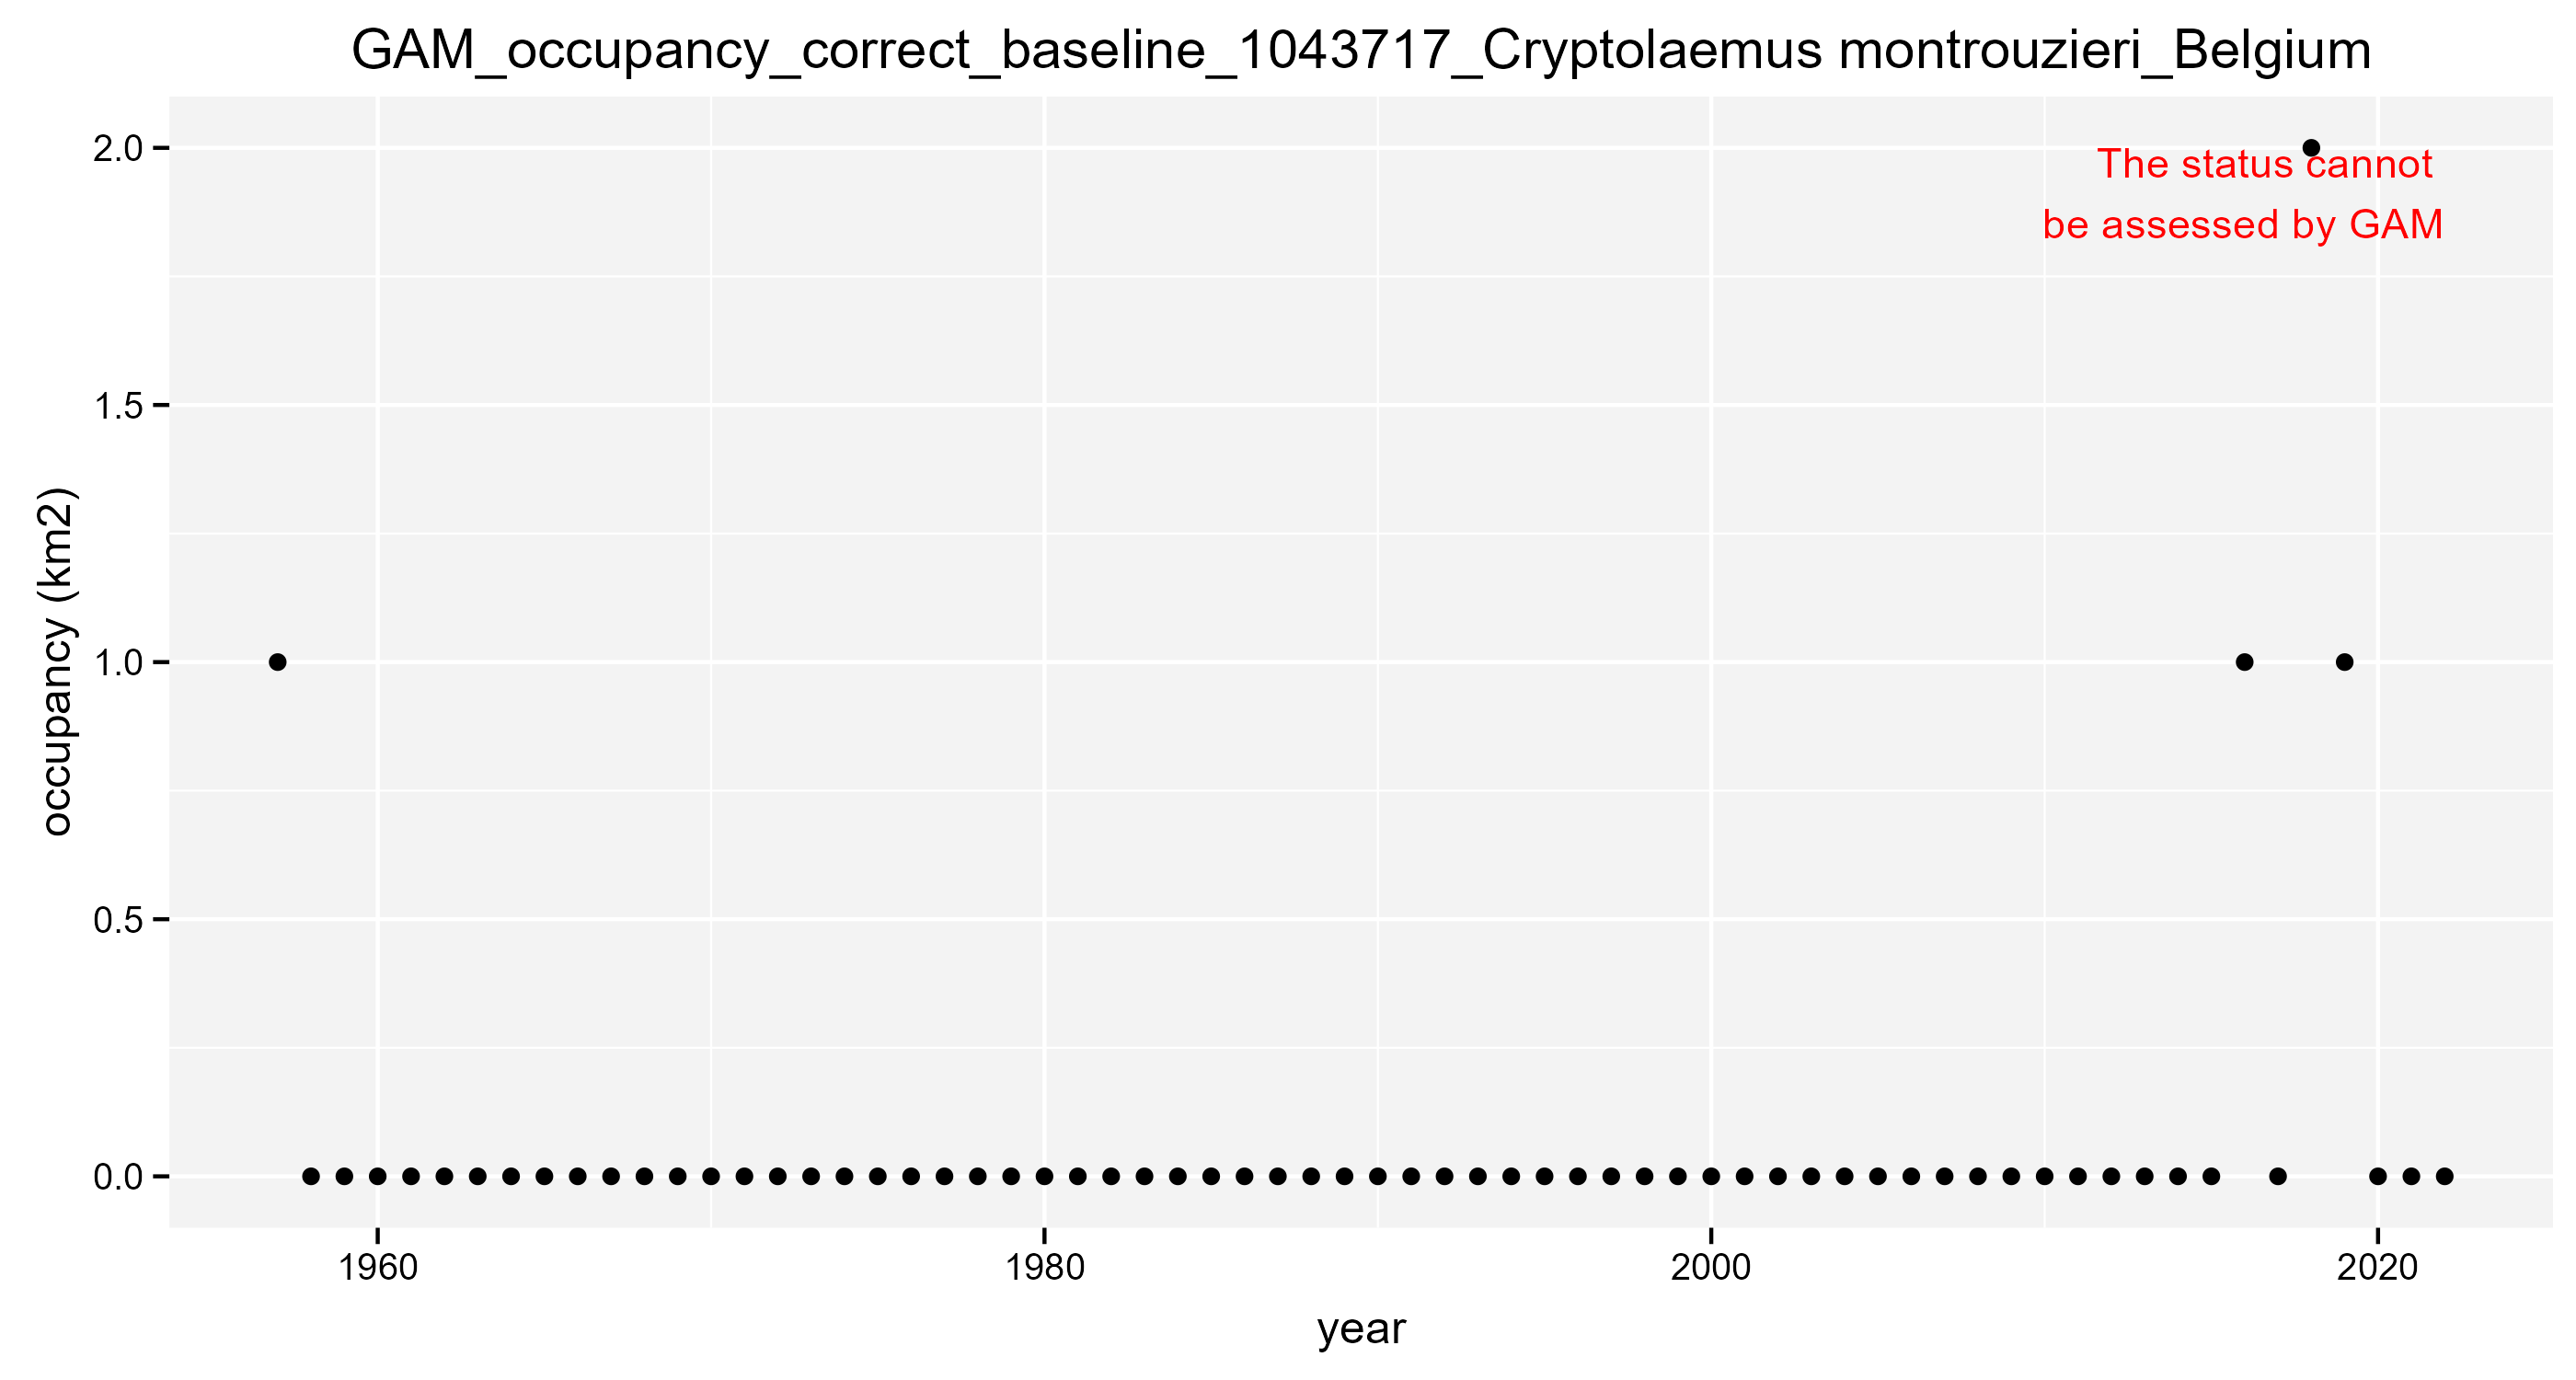 GAM_occupancy_correct_baseline_1043717_Cryptolaemus montrouzieri_Belgium
2.0
The status cannot
be assessed by GAM
1.5
occupancy (km2)
1.0
0.5
0.0
1960
1980
2000
2020
year